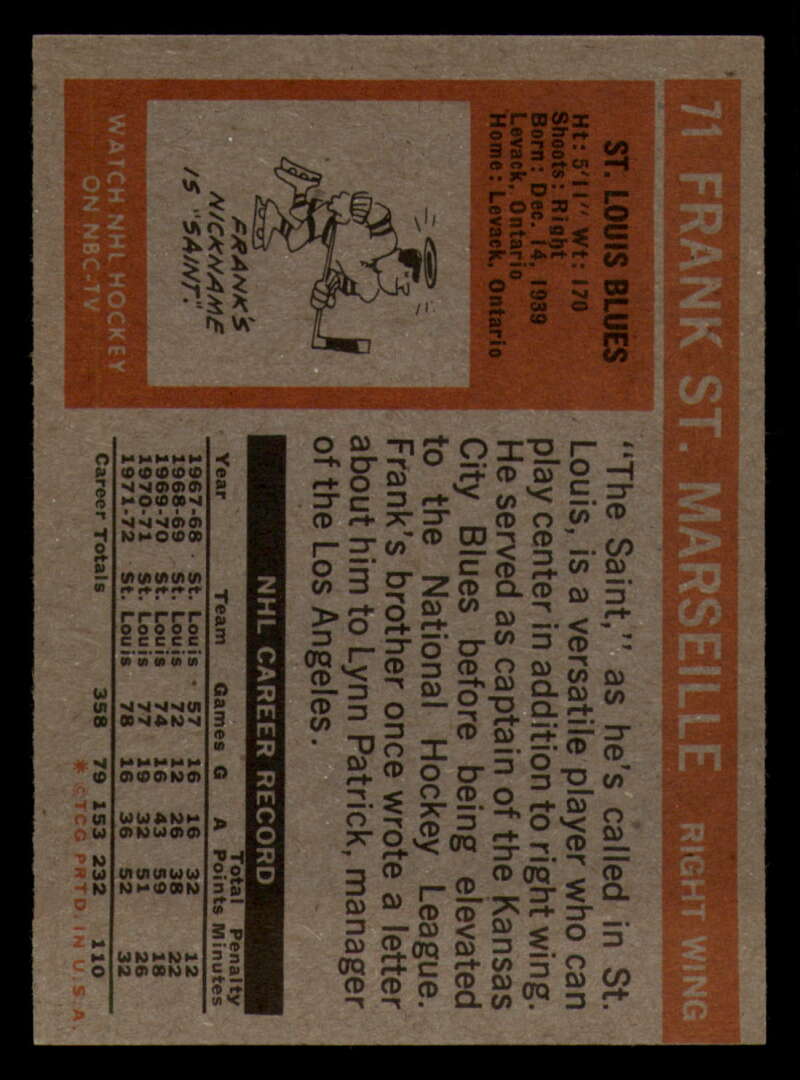 71 FRANK ST. MARSEILLE RIGHT WING
ST. LOUIS BLUES
Ht: 5'11" Wt: 170
Shoots: Right
Born: Dec. 14, 1939
Levack, Ontario
Home: Levack, Ontario
FRANK'S
NICKNAME
IS "SAINT."
WATCH NHL HOCKEY
ON NBC-TV
"The Saint," as he's called in St.
Louis, is a versatile player who can
play center in addition to right wing.
He served as captain of the Kansas
City Blues before being elevated
to the National Hockey League.
Frank's brother once wrote a letter
about him to Lynn Patrick, manager
of the Los Angeles.
NHL CAREER RECORD
Year Team Games G A Total Points Penalty Minutes
1967-68 St. Louis 57 16 16 32 12
1968-69 St. Louis 72 12 26 38 22
1969-70 St. Louis 74 16 43 59 18
1970-71 St. Louis 77 19 32 51 26
1971-72 St. Louis 78 16 36 52 32
Career Totals 358 79 153 232 110
* ©TCG PRTD. IN U.S.A.